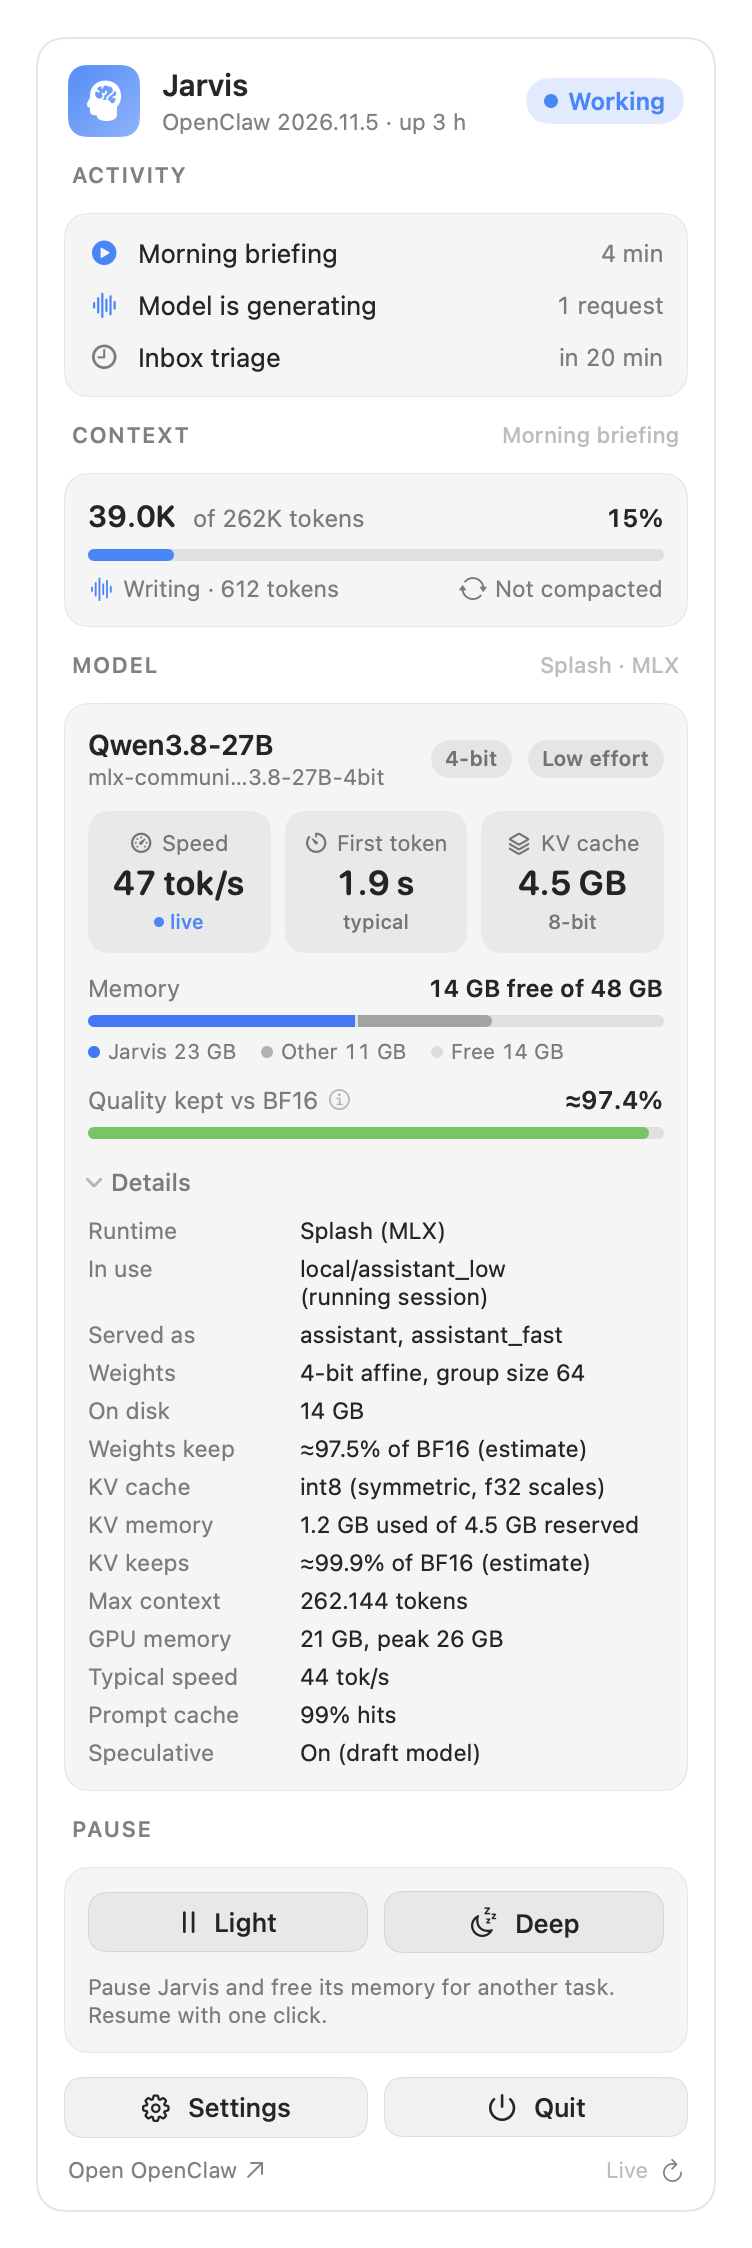 Jarvis
OpenClaw 2026.11.5 · up 3 h
Working
ACTIVITY
Morning briefing 4 min
Model is generating 1 request
Inbox triage in 20 min
CONTEXT Morning briefing
39.0K of 262K tokens 15%
Writing · 612 tokens Not compacted
MODEL Splash · MLX
Qwen3.8-27B
mlx-communi...3.8-27B-4bit
4-bit Low effort
Speed First token KV cache
47 tok/s 1.9 s 4.5 GB
live typical 8-bit
Memory 14 GB free of 48 GB
Jarvis 23 GB Other 11 GB Free 14 GB
Quality kept vs BF16 ≈97.4%
Details
Runtime Splash (MLX)
In use local/assistant_low
(running session)
Served as assistant, assistant_fast
Weights 4-bit affine, group size 64
On disk 14 GB
Weights keep ≈97.5% of BF16 (estimate)
KV cache int8 (symmetric, f32 scales)
KV memory 1.2 GB used of 4.5 GB reserved
KV keeps ≈99.9% of BF16 (estimate)
Max context 262.144 tokens
GPU memory 21 GB, peak 26 GB
Typical speed 44 tok/s
Prompt cache 99% hits
Speculative On (draft model)
PAUSE
Light Deep
Pause Jarvis and free its memory for another task.
Resume with one click.
Settings Quit
Open OpenClaw Live